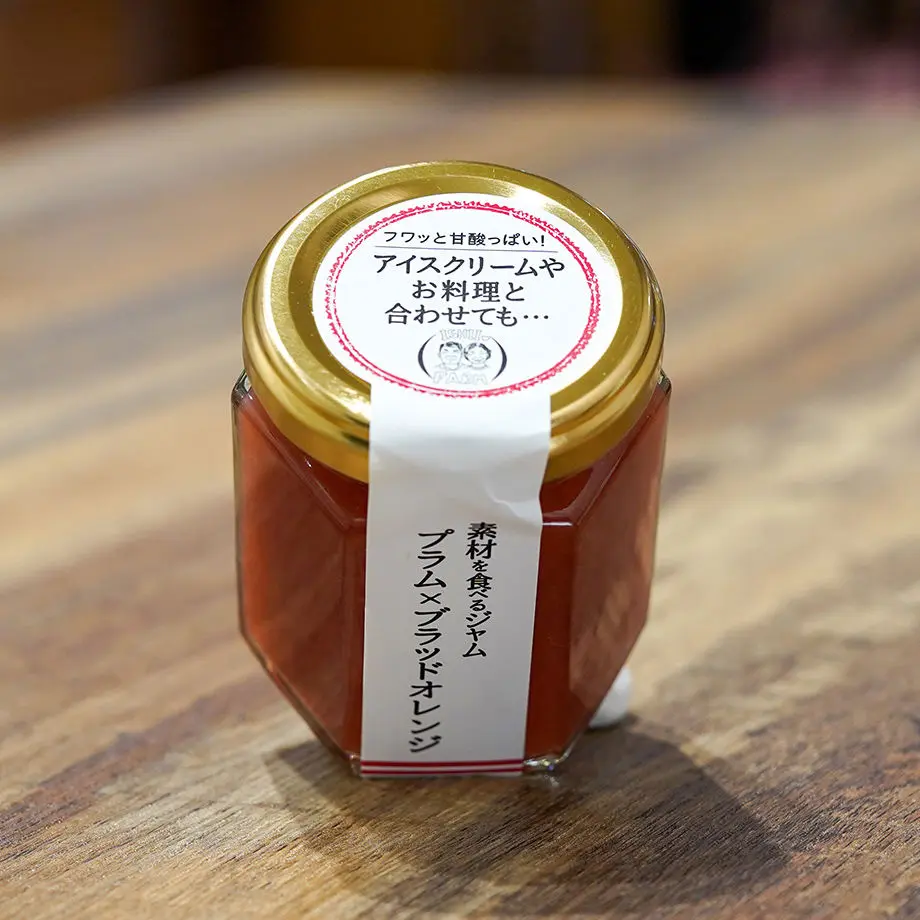 フワッと甘酸っぱい!
アイスクリームや
お料理と
合わせても…
素材を食べるジャム
プラム×ブラッドオレンジ